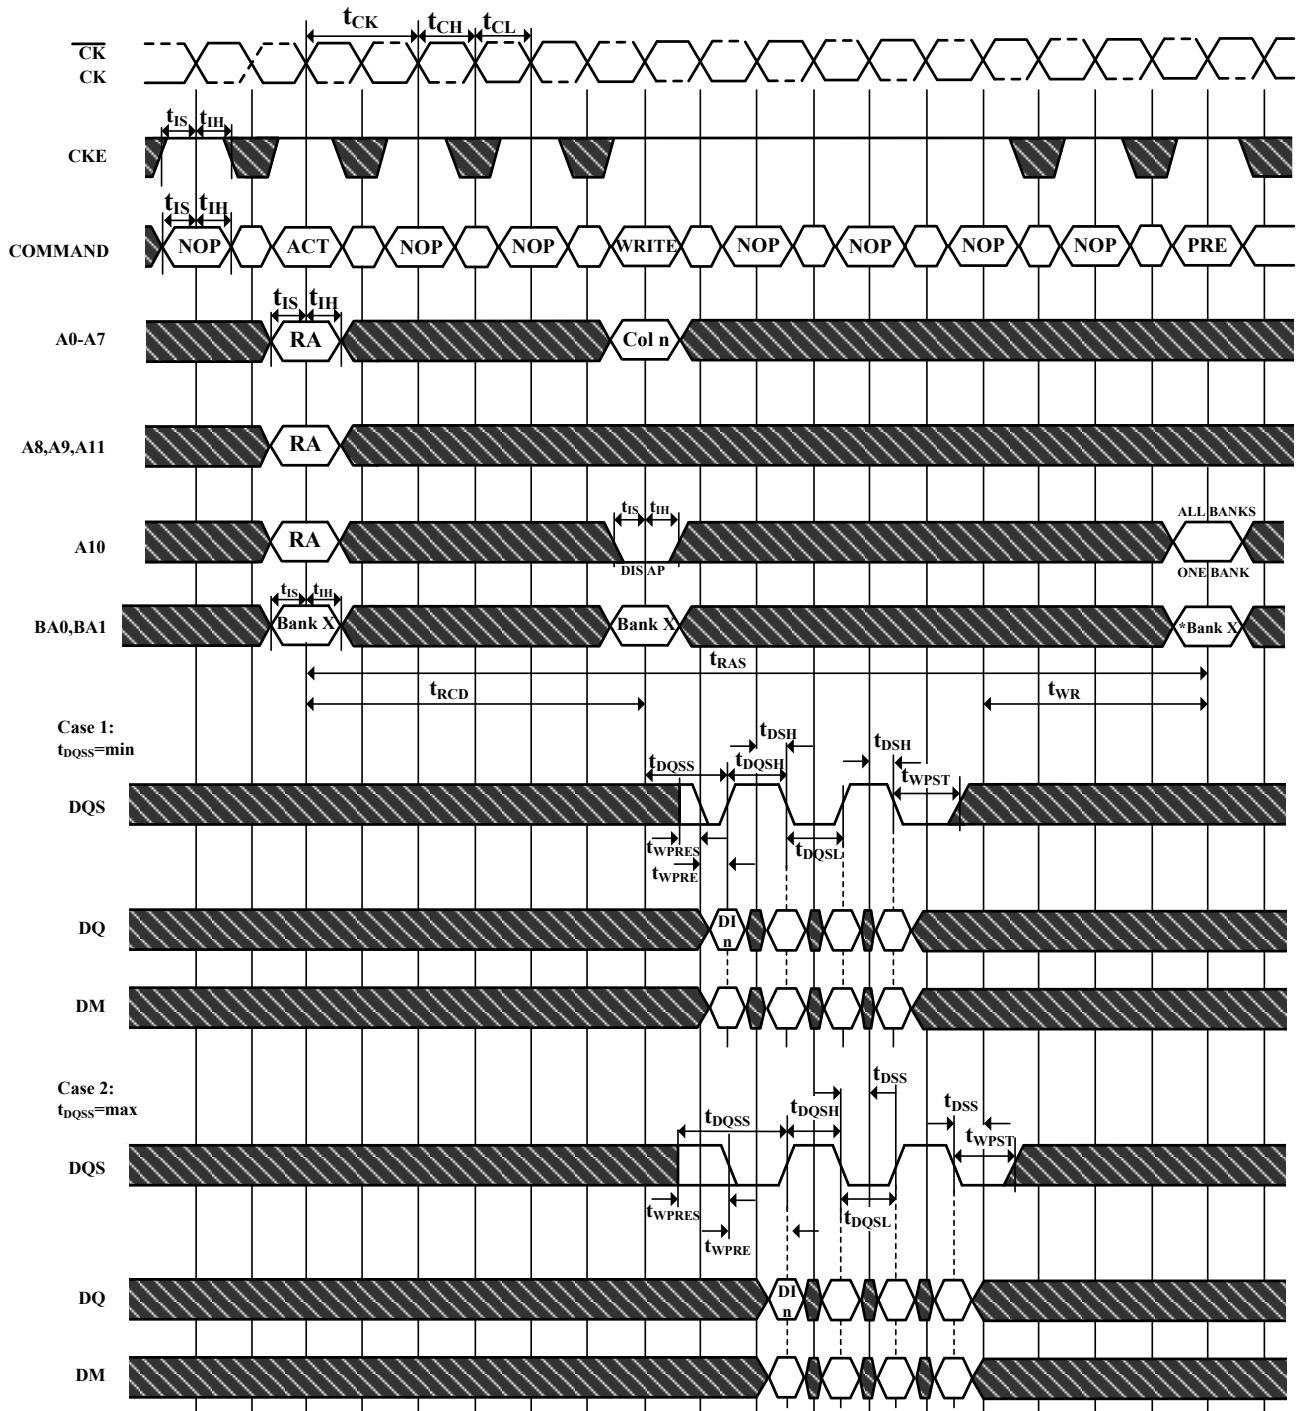 tCK tCH tCL
CK
CK
tIS tIH
CKE
tIS tIH
COMMAND NOP ACT NOP NOP WRITE NOP NOP NOP NOP PRE
tIS tIH
A0-A7 RA Col n
A8,A9,A11 RA
tIS tIH ALL BANKS
A10 RA
DIS AP ONE BANK
tIS tIH
BA0,BA1 Bank X Bank X *Bank X
tRAS
tRCD tWR
Case 1:
tDQSS=min
tDSH tDSH
tDQSS tDQSH tWPST
DQS
tWPRES tDQSL
tWPRE
DQ DI
n
DM
Case 2:
tDQSS=max
tDSS tDSS
tDQSS tDQSH tWPST
DQS
tWPRES tDQSL
tWPRE
DQ DI
n
DM